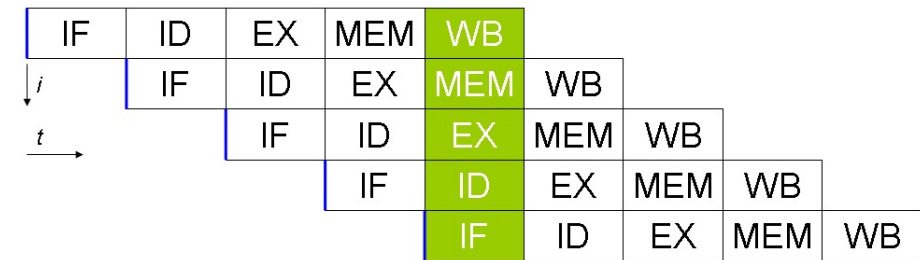 IF ID EX MEM WB
i IF ID EX MEM WB
t IF ID EX MEM WB
IF ID EX MEM WB
IF ID EX MEM WB